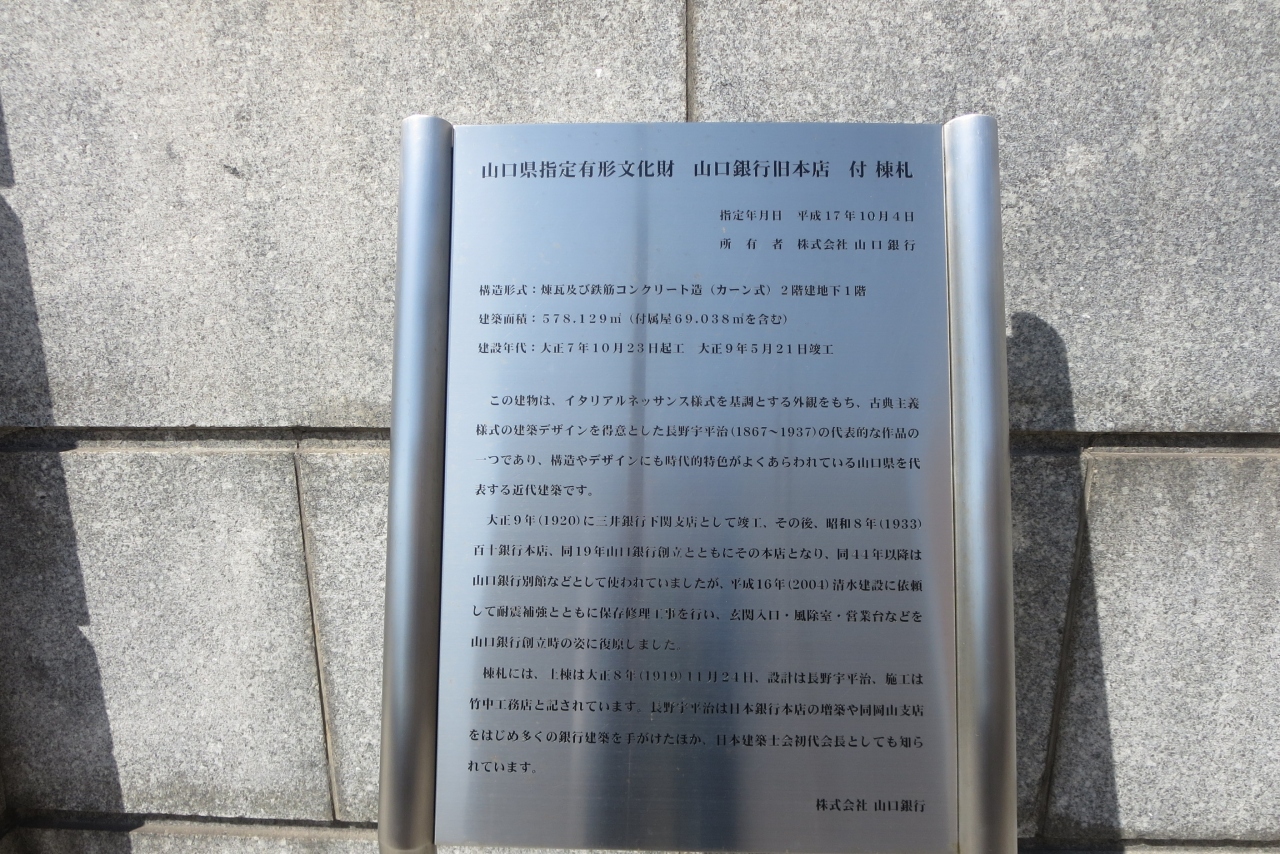 山口県指定有形文化財　山口銀行旧本店　付 棟札
指定年月日　平成17年10月4日
所　有　者　株式会社 山口銀行
構造形式：煉瓦及び鉄筋コンクリート造（カーン式）２階建地下１階
建築面積：578.129㎡（付属屋69.038㎡を含む）
建設年代：大正7年10月23日起工　大正9年5月21日竣工
この建物は、イタリアルネッサンス様式を基調とする外観をもち、古典主義
様式の建築デザインを得意とした長野宇平治(1867～1937)の代表的な作品の
一つであり、構造やデザインにも時代的特色がよくあらわれている山口県を代
表する近代建築です。
大正9年(1920)に三井銀行下関支店として竣工、その後、昭和8年(1933)
百十銀行本店、同19年山口銀行創立とともにその本店となり、同44年以降は
山口銀行別館などとして使われていましたが、平成16年(2004)清水建設に依頼
して耐震補強とともに保存修理工事を行い、玄関入口・風除室・営業台などを
山口銀行創立時の姿に復原しました。
棟札には、上棟は大正8年(1919)11月24日、設計は長野宇平治、施工は
竹中工務店と記されています。長野宇平治は日本銀行本店の増築や同岡山支店
をはじめ多くの銀行建築を手がけたほか、日本建築士会初代会長としても知ら
れています。
株式会社 山口銀行